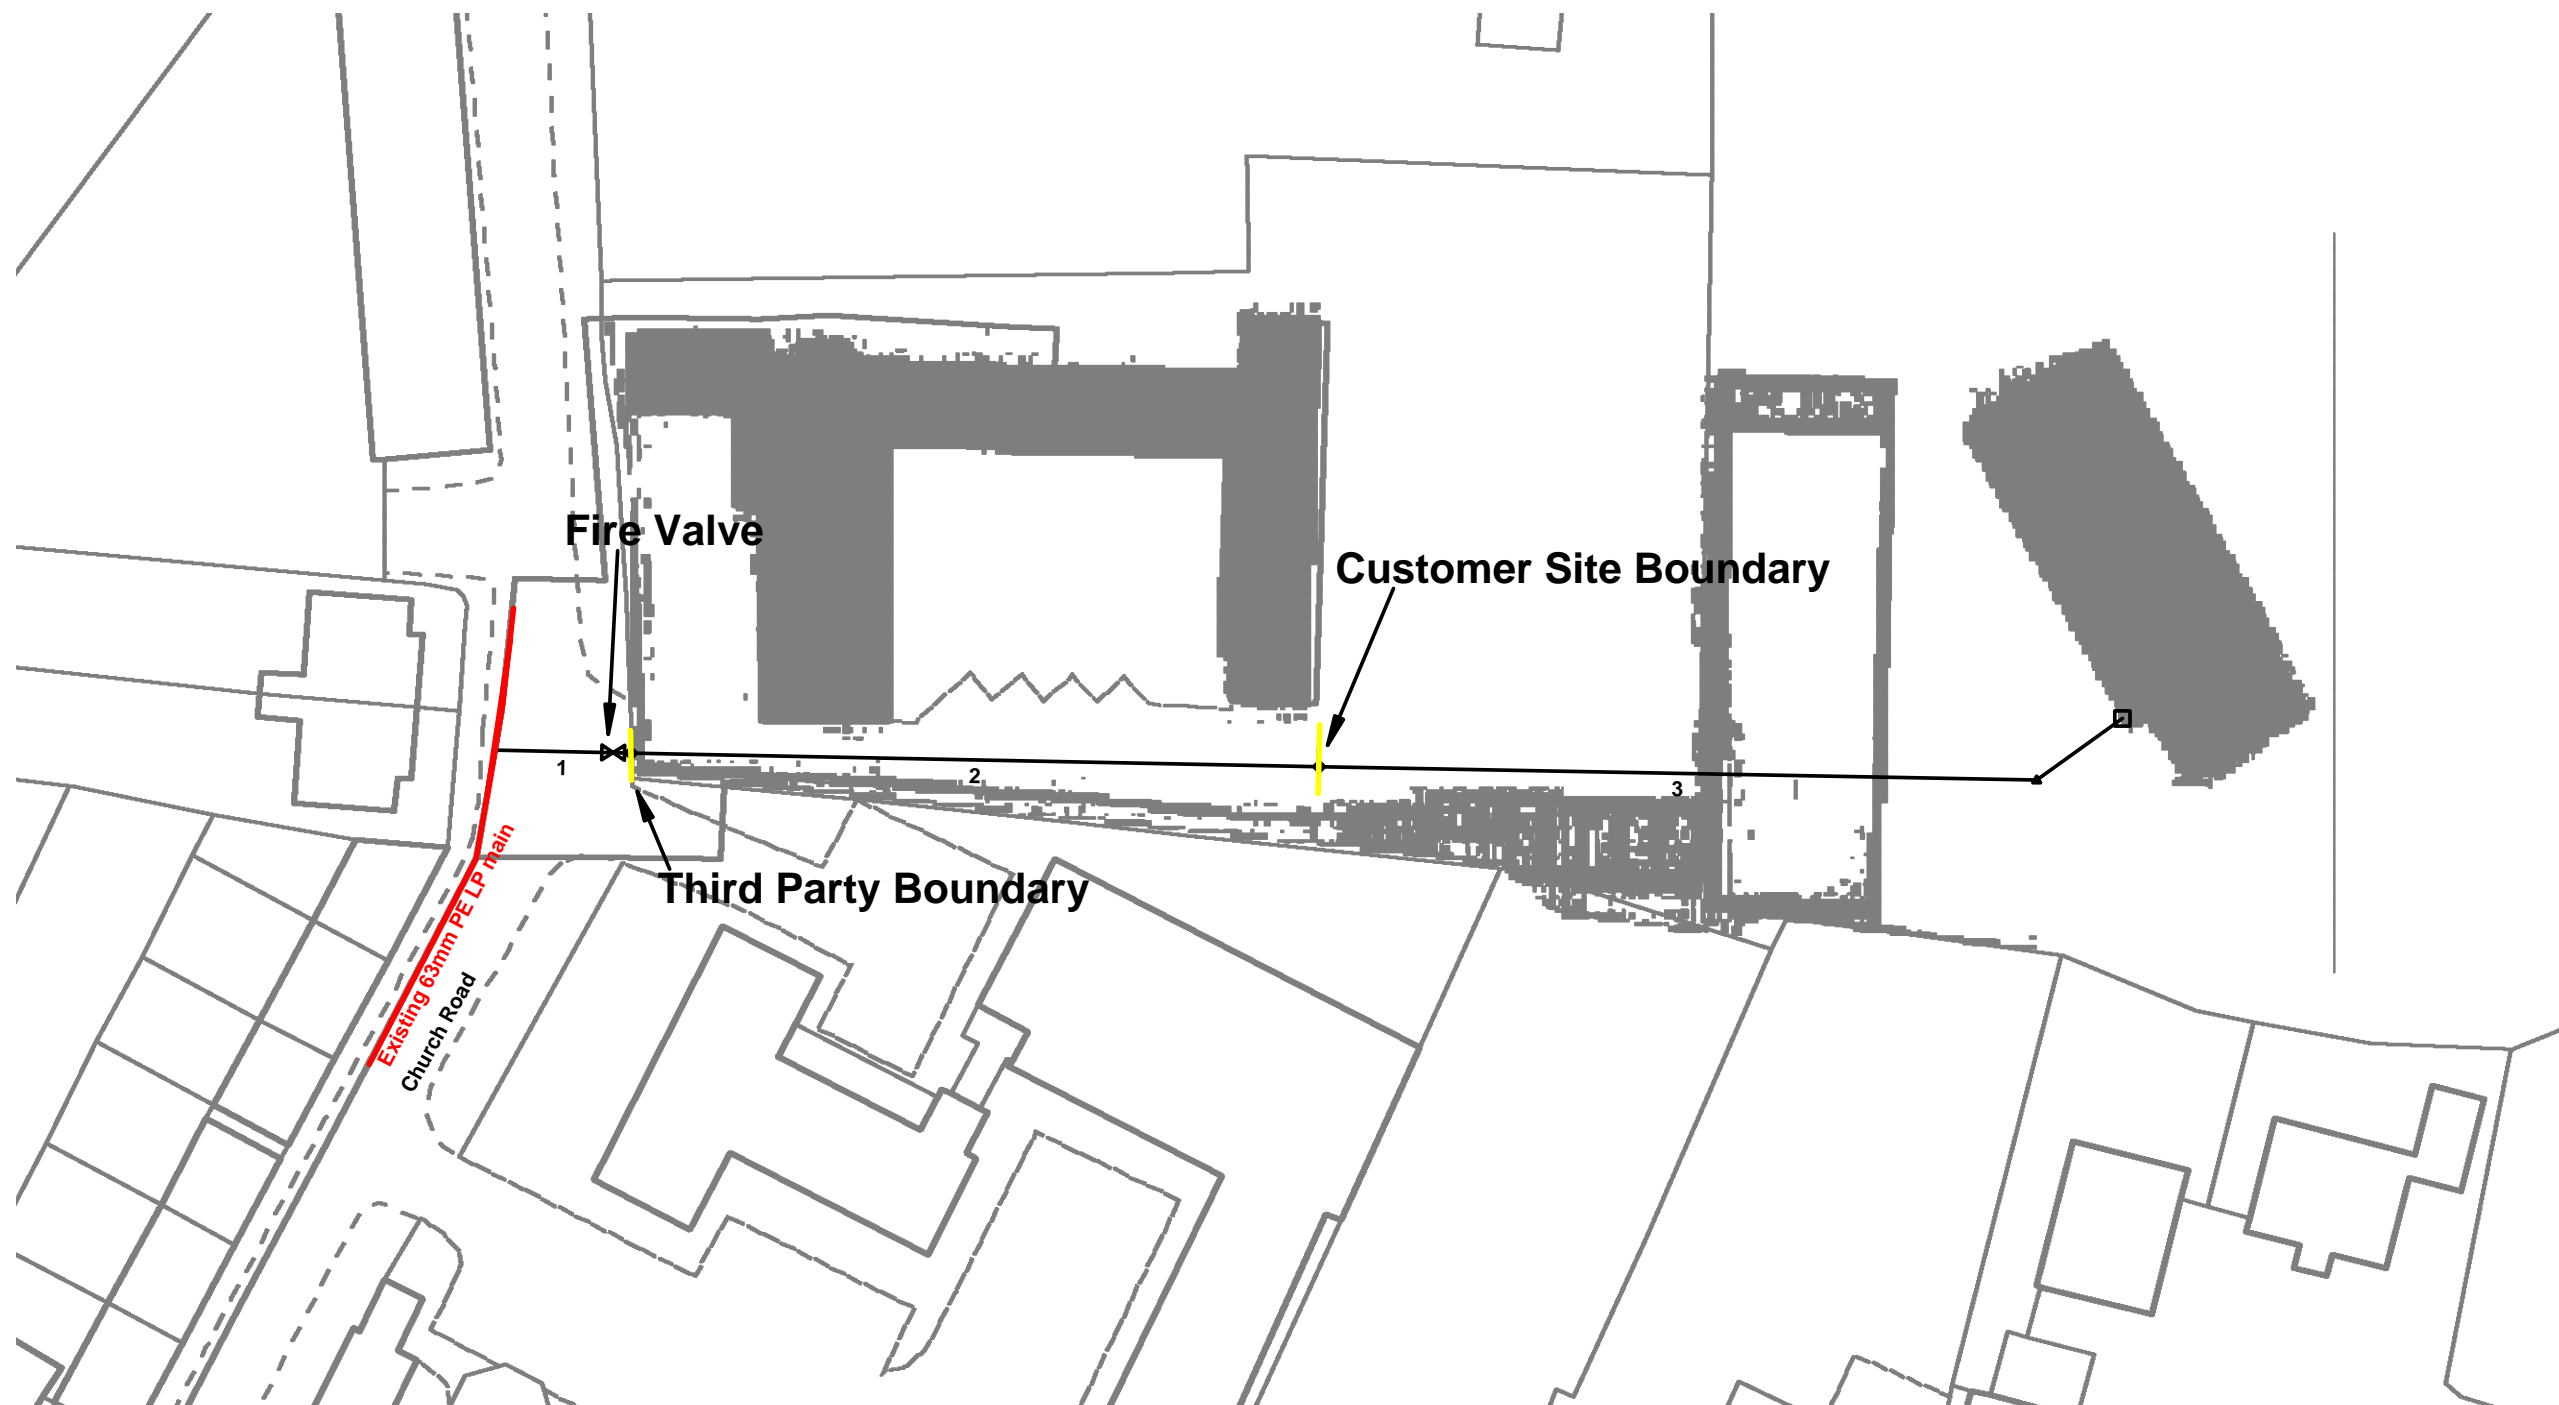 Fire Valve
Customer Site Boundary
1
2
3
Third Party Boundary
Existing 63mm PE LP main
Church Road